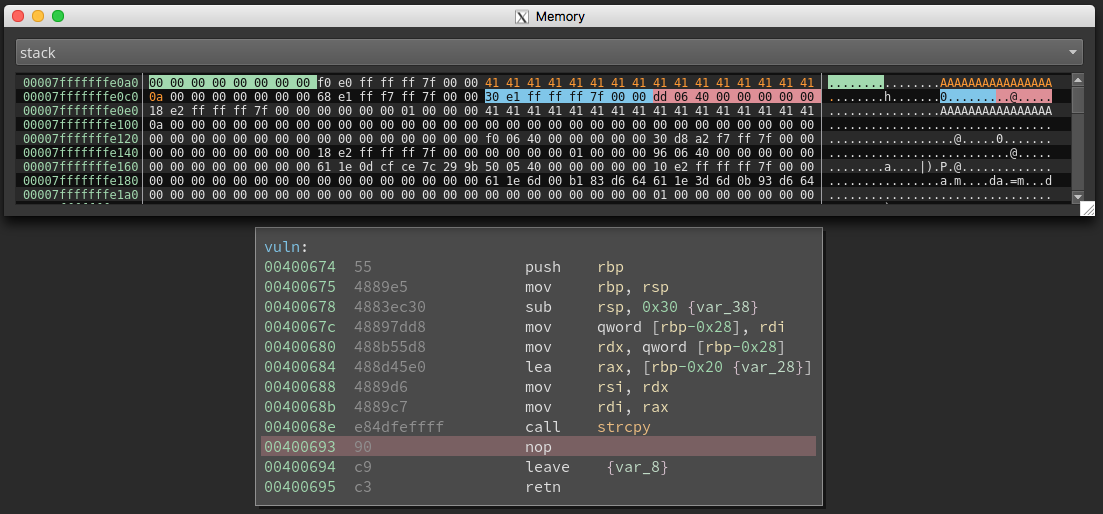 Memory
stack
00007fffffffe0a0 00 00 00 00 00 00 00 00 f0 e0 ff ff ff 7f 00 00 41 41 41 41 41 41 41 41 41 41 41 41 41 41 41 41 ................AAAAAAAAAAAAAAAA
00007fffffffe0c0 0a 00 00 00 00 00 00 00 68 e1 ff f7 ff 7f 00 00 30 e1 ff ff ff 7f 00 00 dd 06 40 00 00 00 00 00 ........h.......0.........@.....
00007fffffffe0e0 18 e2 ff ff ff 7f 00 00 00 00 00 00 01 00 00 00 41 41 41 41 41 41 41 41 41 41 41 41 41 41 41 41 ................AAAAAAAAAAAAAAAA
00007fffffffe100 0a 00 00 00 00 00 00 00 00 00 00 00 00 00 00 00 00 00 00 00 00 00 00 00 00 00 00 00 00 00 00 00 ................................
00007fffffffe120 00 00 00 00 00 00 00 00 00 00 00 00 00 00 00 00 f0 06 40 00 00 00 00 00 30 d8 a2 f7 ff 7f 00 00 ..................@.....0.......
00007fffffffe140 00 00 00 00 00 00 00 00 18 e2 ff ff ff 7f 00 00 00 00 00 00 01 00 00 00 96 06 40 00 00 00 00 00 ..........................@.....
00007fffffffe160 00 00 00 00 00 00 00 00 61 1e 0d cf ce 7c 29 9b 50 05 40 00 00 00 00 00 10 e2 ff ff ff 7f 00 00 ........a....|).P.@.............
00007fffffffe180 00 00 00 00 00 00 00 00 00 00 00 00 00 00 00 00 61 1e 6d 00 b1 83 d6 64 61 1e 3d 6d 0b 93 d6 64 ................a.m....da.=m...d
00007fffffffe1a0 00 00 00 00 00 00 00 00 00 00 00 00 00 00 00 00 00 00 00 00 00 00 00 00 01 00 00 00 00 00 00 00 ................................
vuln:
00400674 55 push rbp
00400675 4889e5 mov rbp, rsp
00400678 4883ec30 sub rsp, 0x30 {var_38}
0040067c 48897dd8 mov qword [rbp-0x28], rdi
00400680 488b55d8 mov rdx, qword [rbp-0x28]
00400684 488d45e0 lea rax, [rbp-0x20 {var_28}]
00400688 4889d6 mov rsi, rdx
0040068b 4889c7 mov rdi, rax
0040068e e84dfeffff call strcpy
00400693 90 nop
00400694 c9 leave {var_8}
00400695 c3 retn